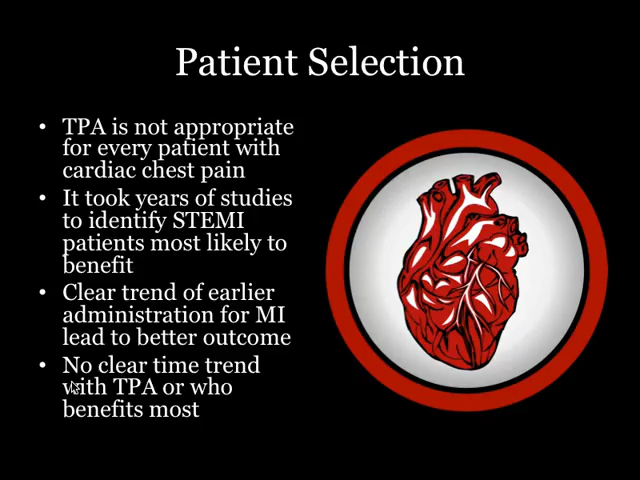 Patient Selection
• TPA is not appropriate
for every patient with
cardiac chest pain
• It took years of studies
to identify STEMI
patients most likely to
benefit
• Clear trend of earlier
administration for MI
lead to better outcome
• No clear time trend
with TPA or who
benefits most